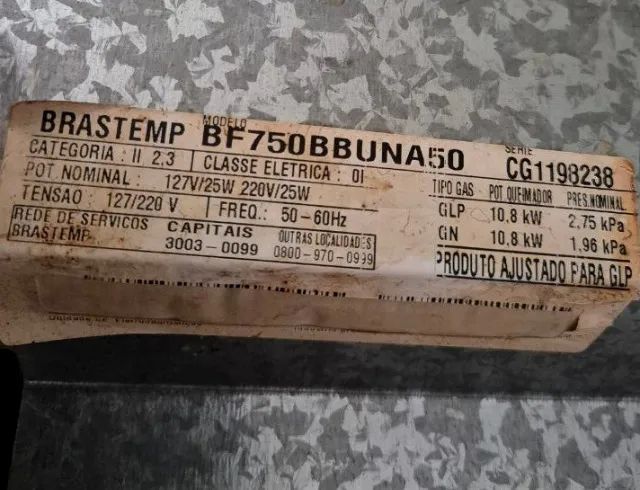 MODELO
BRASTEMP BF750BBUNA50
SERIE
CG1198238
CATEGORIA : II 2,3 CLASSE ELETRICA : 0I
POT. NOMINAL : 127V/25W 220V/25W
TENSAO : 127/220 V FREQ.: 50-60Hz
REDE DE SERVICOS BRASTEMP
CAPITAIS
3003-0099
OUTRAS LOCALIDADES
0800-970-0999
TIPO GAS POT QUEIMADOR PRES.NOMINAL
GLP 10.8 kW 2,75 kPa
GN 10.8 kW 1,96 kPa
PRODUTO AJUSTADO PARA GLP